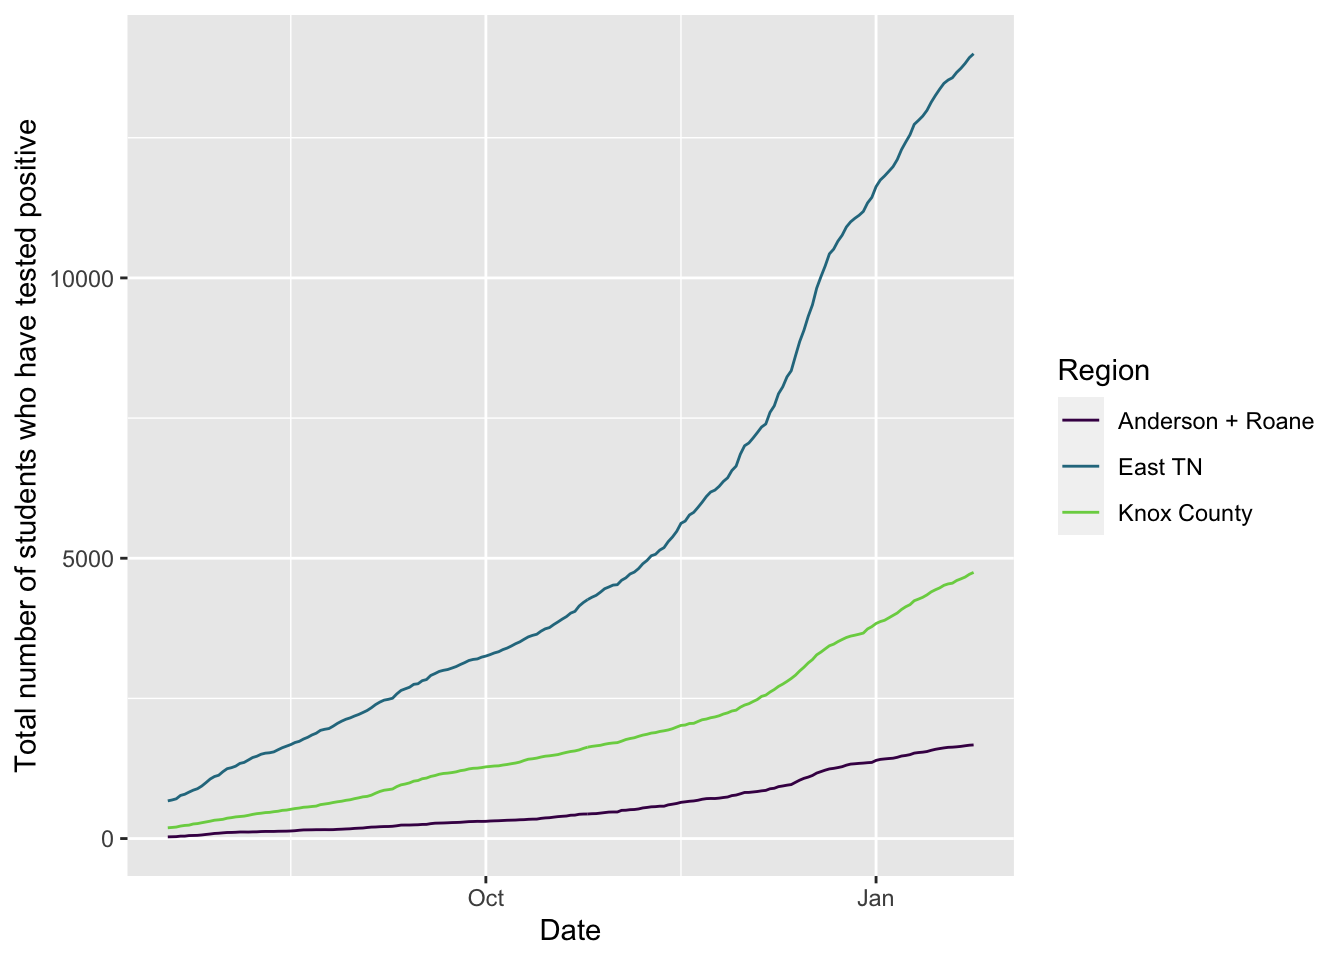 Total number of students who have tested positive
10000
5000
0
Oct
Jan
Date
Region
Anderson + Roane
East TN
Knox County